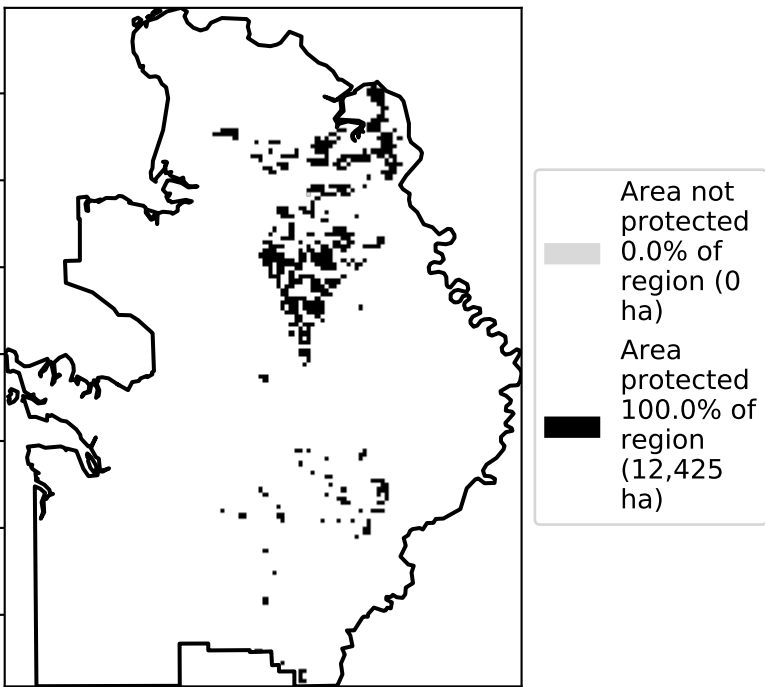 Area not
protected
0.0% of
region (0
ha)
Area
protected
100.0% of
region
(12,425
ha)